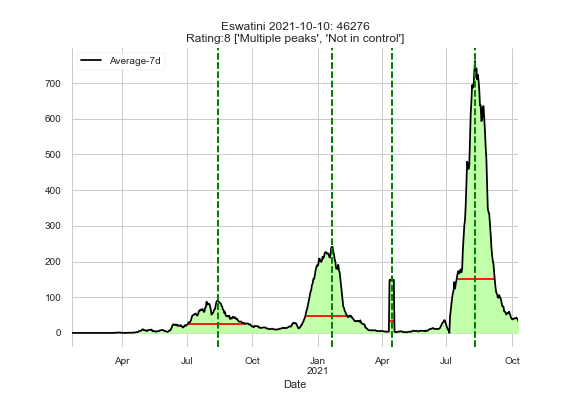 Eswatini 2021-10-10: 46276
Rating:8 ['Multiple peaks', 'Not in control']
Average-7d
700
600
500
400
300
200
100
0
Apr
Jul
Oct
Jan
2021
Apr
Jul
Oct
Date